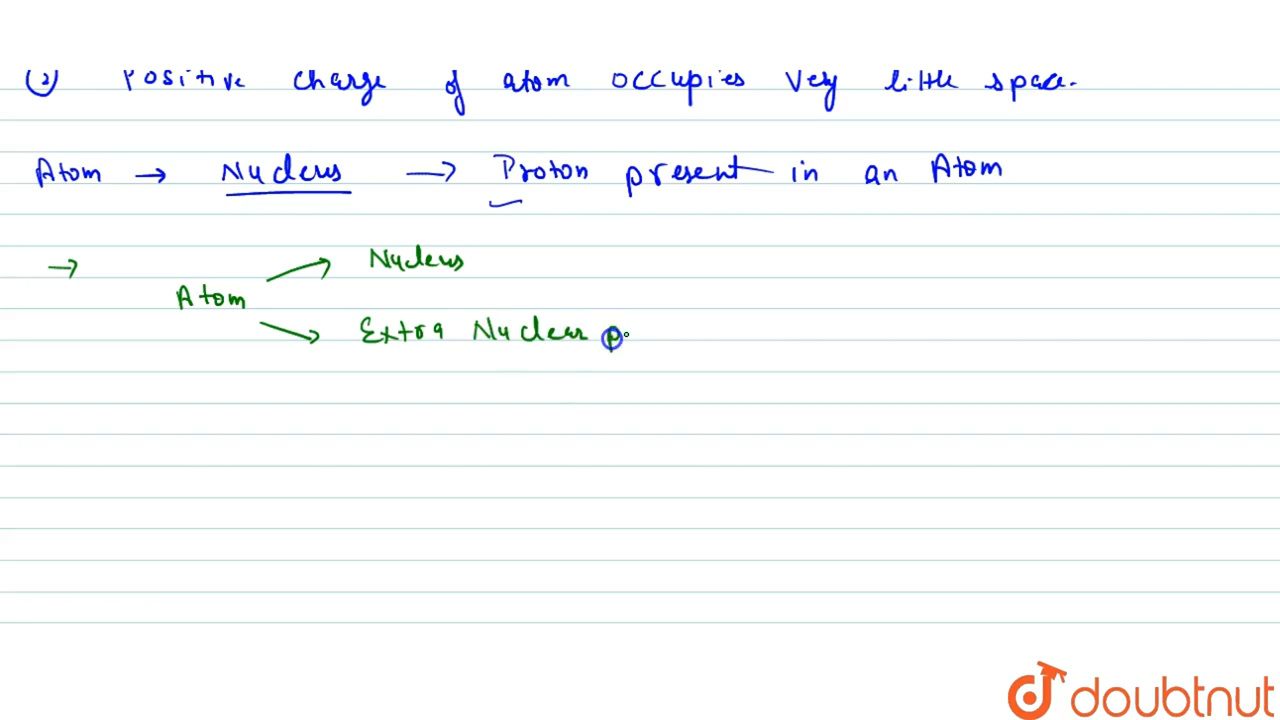 (2) Positive charge of atom occupies very little space.
Atom → Nucleus → Proton present in an Atom
→ Nucleus
Atom
Extra Nuclear p
doubtnut